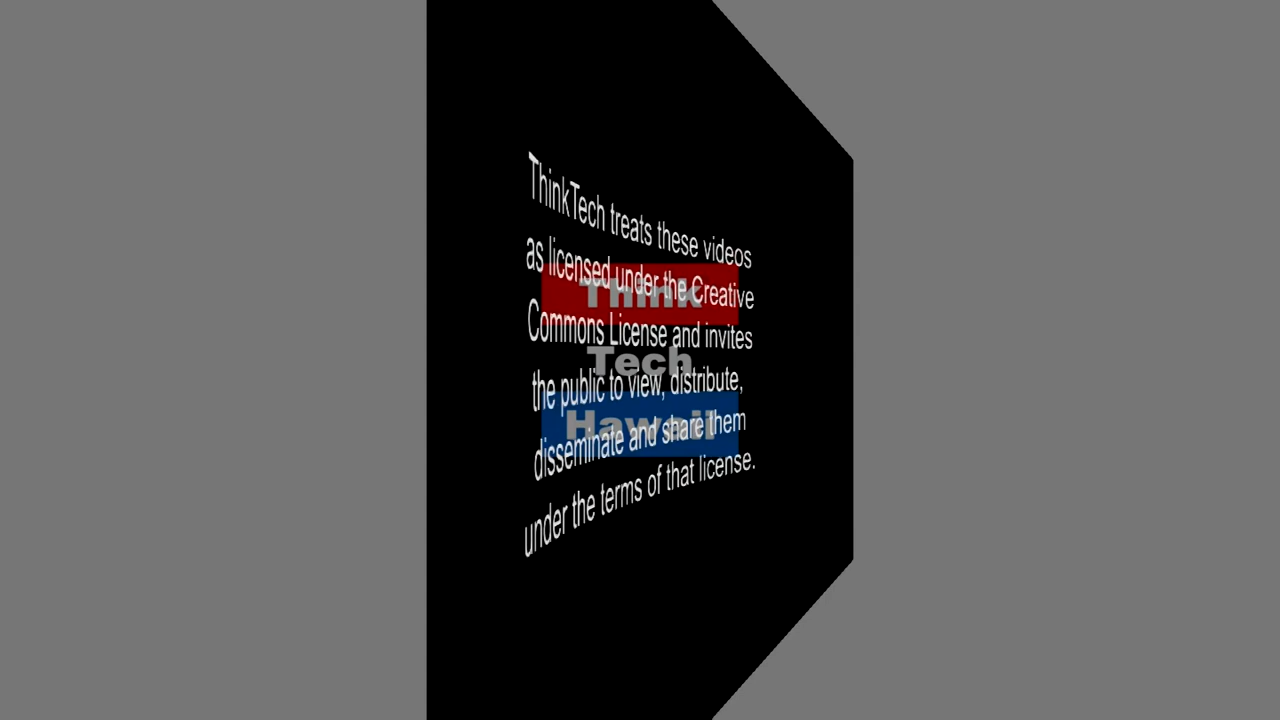 ThinkTech treats these videos
as licensed under the Creative
Commons License and invites
the public to view, distribute,
disseminate and share them
under the terms of that license.
Think
Tech
Hawaii